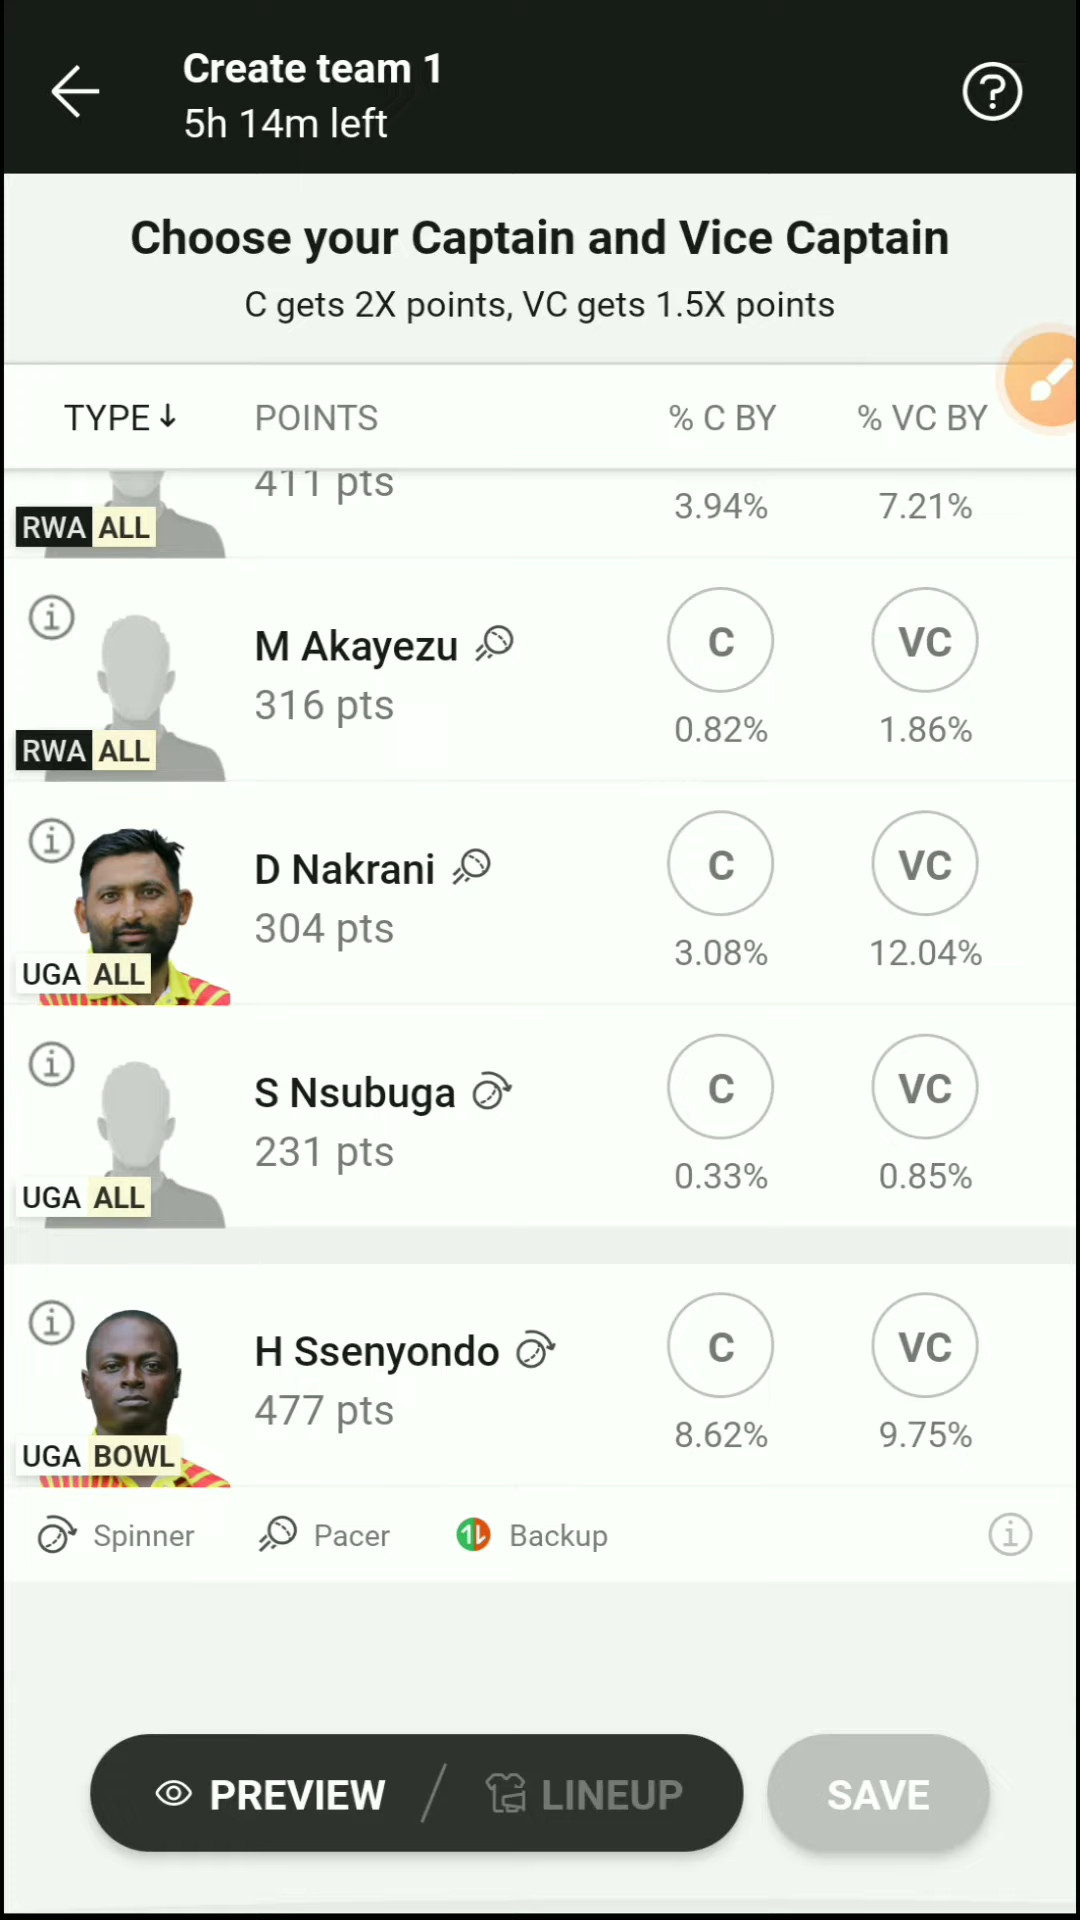 Create team 1
5h 14m left
Choose your Captain and Vice Captain
C gets 2X points, VC gets 1.5X points
TYPE↓ POINTS % C BY % VC BY
411 pts
3.94% 7.21%
RWA ALL
M Akayezu C VC
316 pts
0.82% 1.86%
RWA ALL
D Nakrani C VC
304 pts
3.08% 12.04%
UGA ALL
S Nsubuga C VC
231 pts
0.33% 0.85%
UGA ALL
H Ssenyondo C VC
477 pts
8.62% 9.75%
UGA BOWL
Spinner Pacer Backup
PREVIEW / LINEUP SAVE